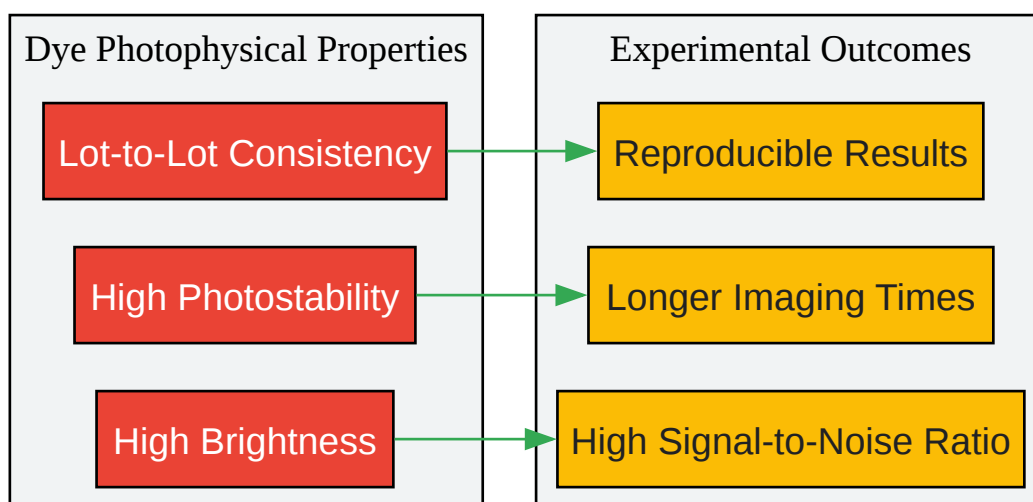 Dye Photophysical Properties
Experimental Outcomes
Lot-to-Lot Consistency
Reproducible Results
High Photostability
Longer Imaging Times
High Brightness
High Signal-to-Noise Ratio